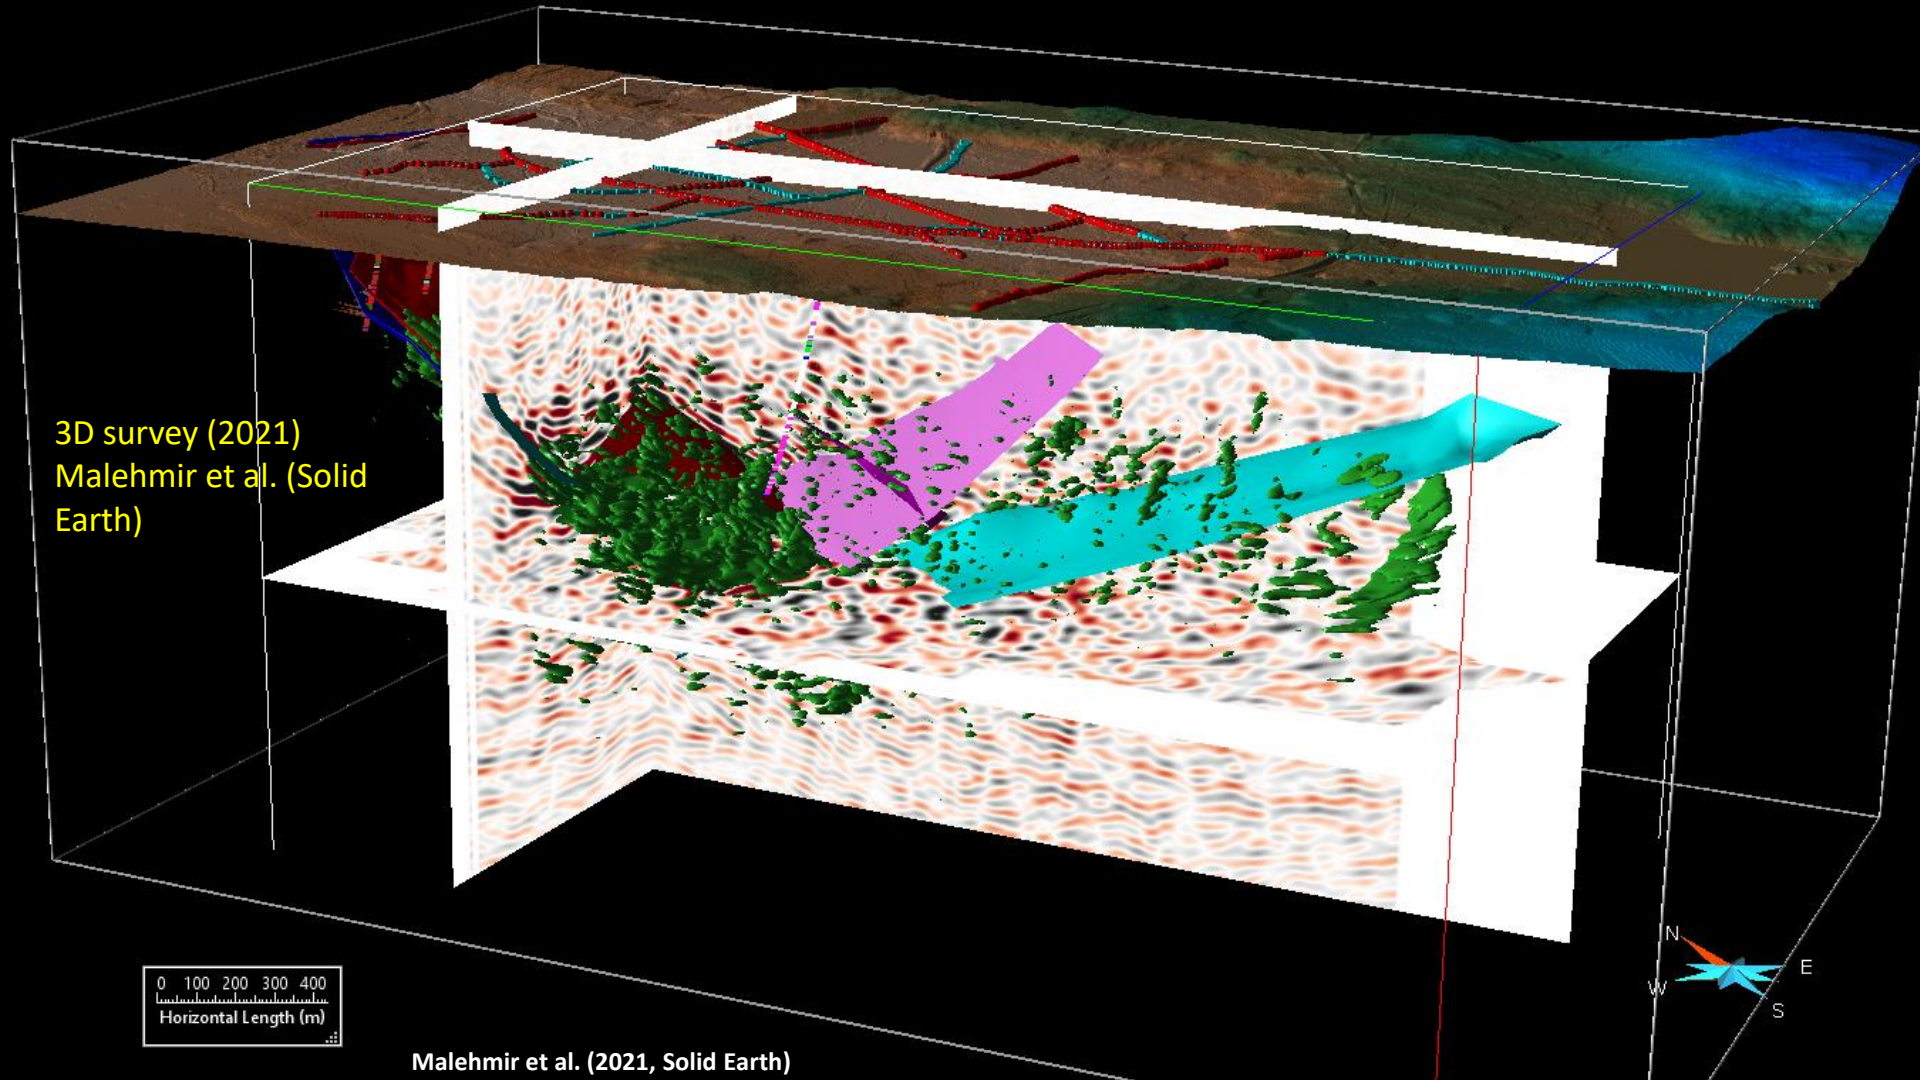 3D survey (2021)
Malehmir et al. (Solid
Earth)
N
E
W
S
0 100 200 300 400
Horizontal Length (m)
Malehmir et al. (2021, Solid Earth)